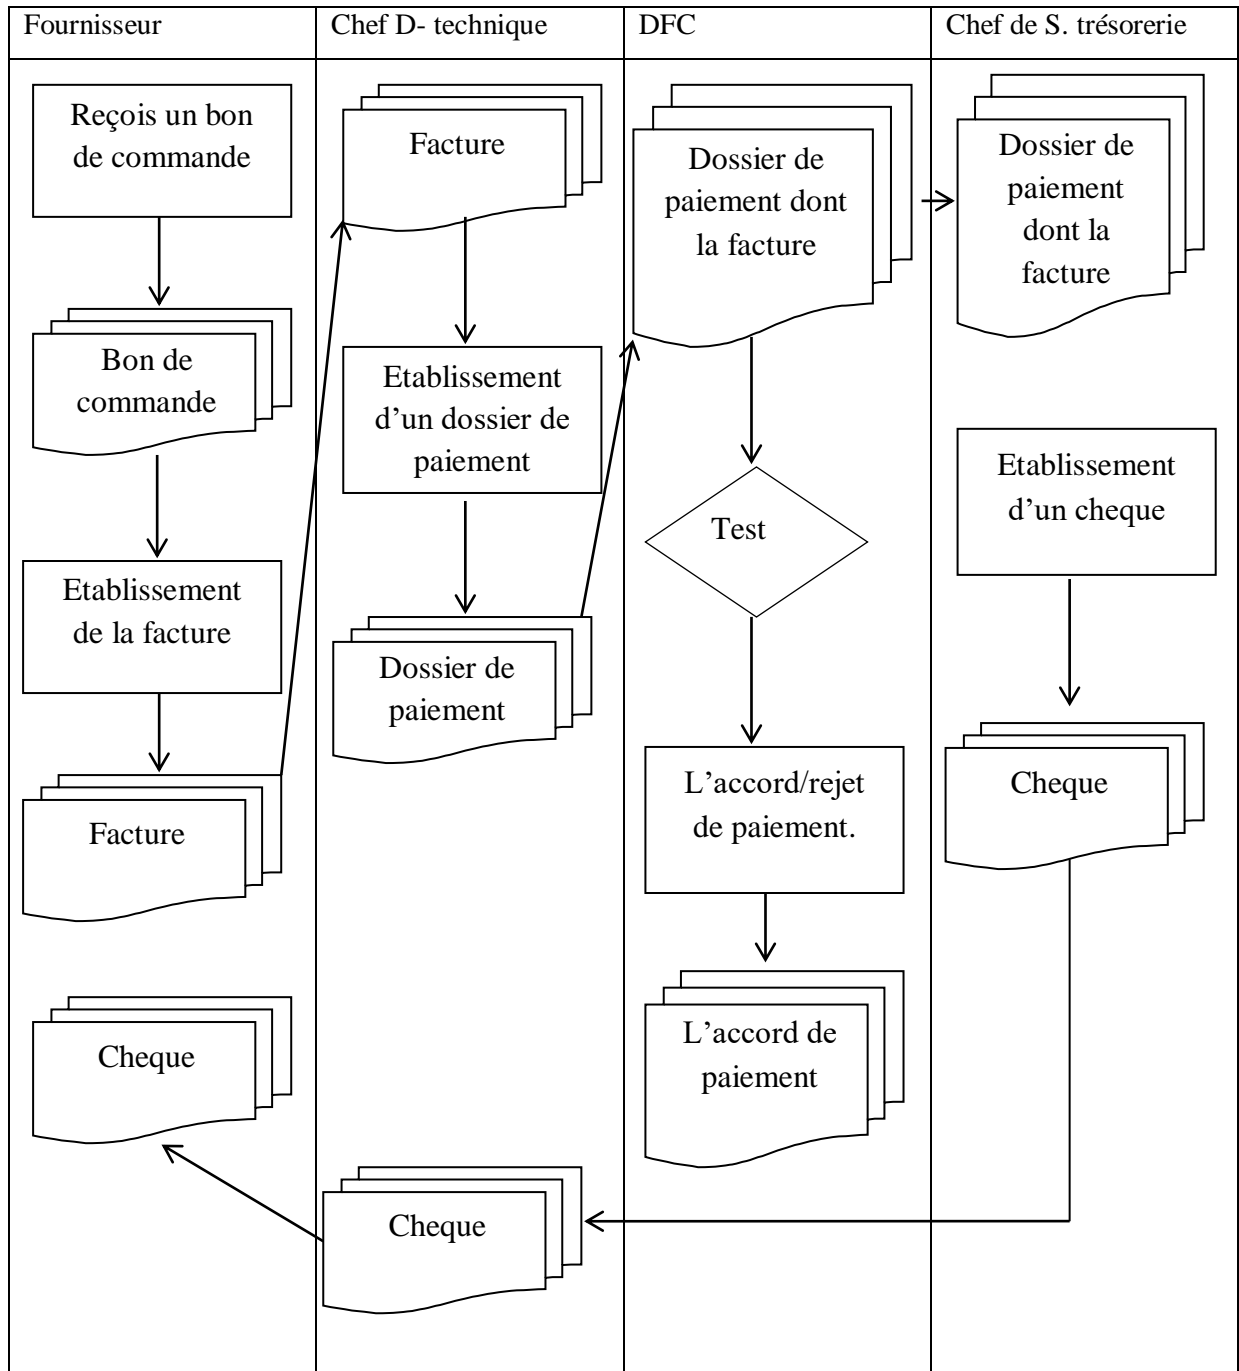 Fournisseur
Chef D- technique
DFC
Chef de S. trésorerie
Reçois un bon
de commande
Bon de
commande
Etablissement
de la facture
Facture
Cheque
Facture
Etablissement
d’un dossier de
paiement
Dossier de
paiement
Cheque
Dossier de
paiement dont
la facture
Test
L’accord/rejet
de paiement.
L’accord de
paiement
Dossier de
paiement
dont la
facture
Etablissement
d’un cheque
Cheque